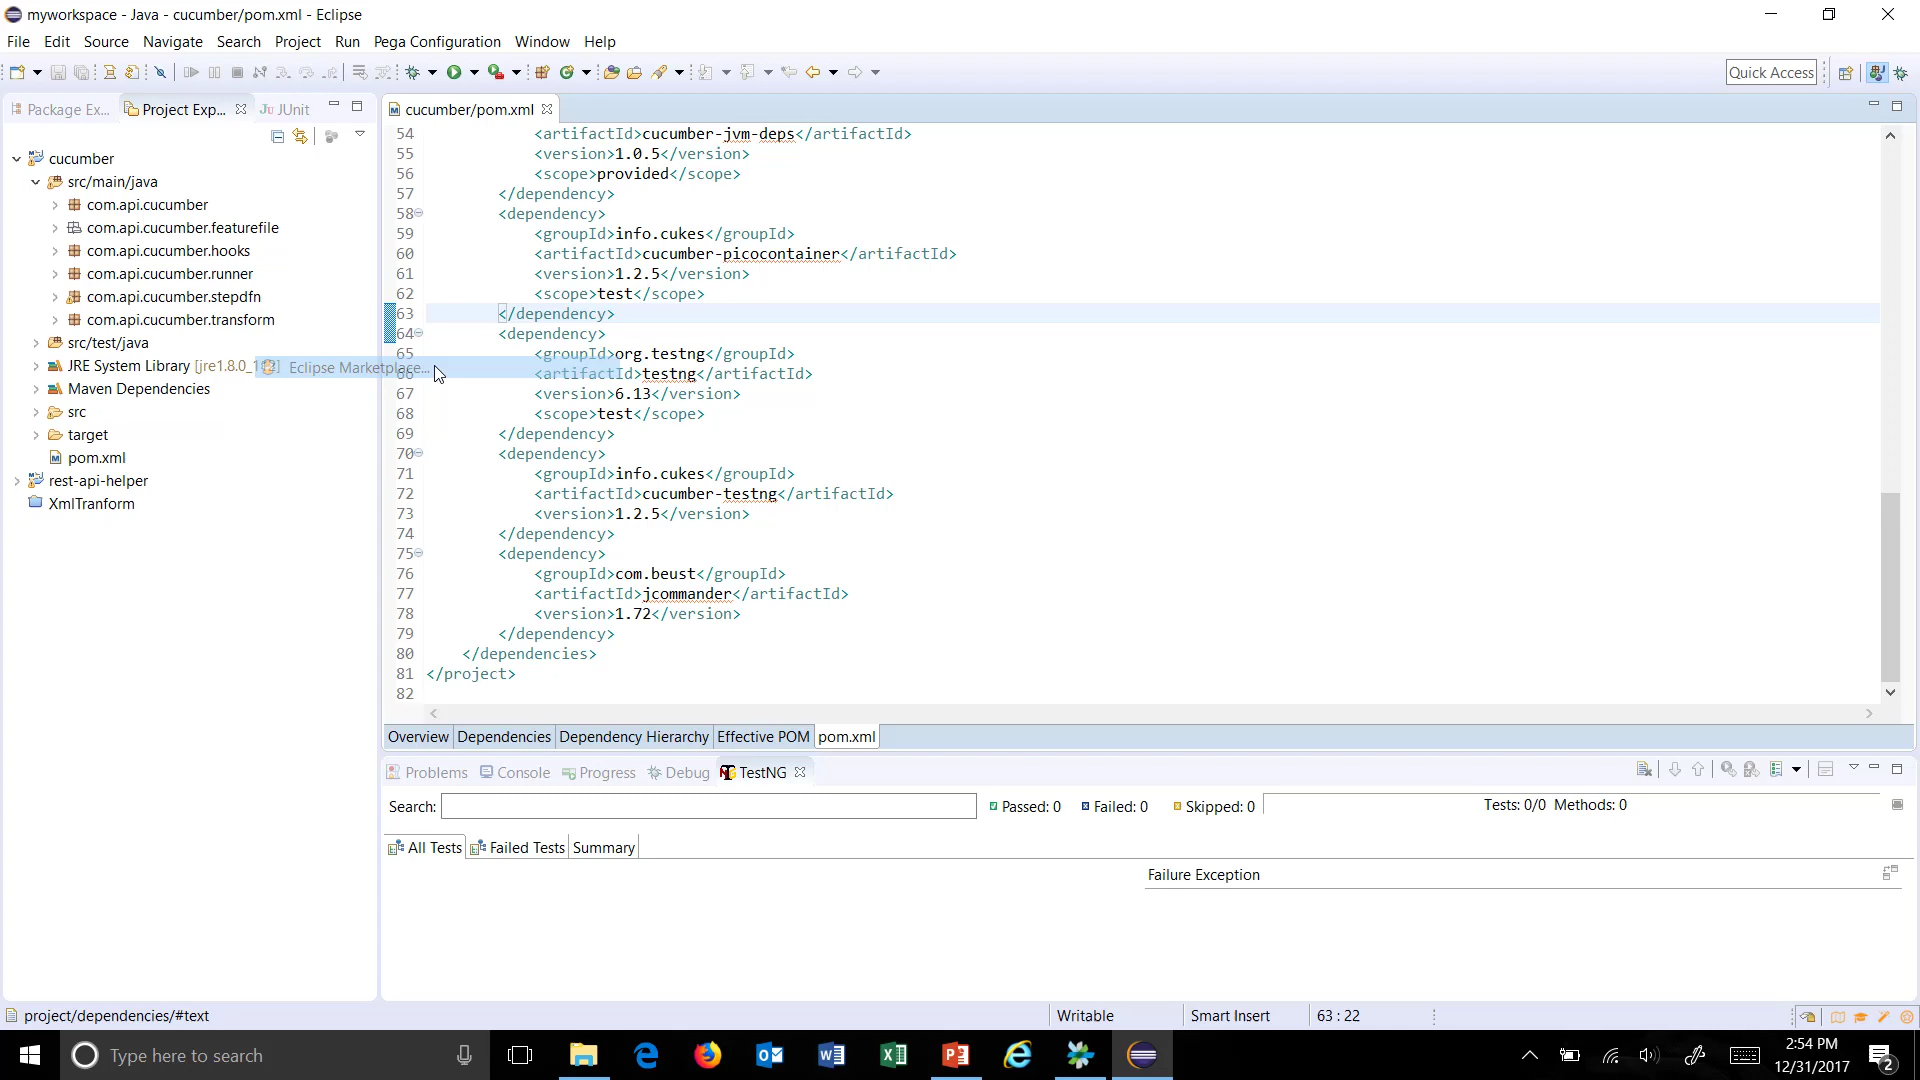 myworkspace - Java - cucumber/pom.xml - Eclipse
File Edit Source Navigate Search Project Run Pega Configuration Window Help
Quick Access
Package Ex...
Project Exp...
JUnit
cucumber
src/main/java
com.api.cucumber
com.api.cucumber.featurefile
com.api.cucumber.hooks
com.api.cucumber.runner
com.api.cucumber.stepdfn
com.api.cucumber.transform
src/test/java
JRE System Library [jre1.8.0_
Eclipse Marketplace...
Maven Dependencies
src
target
pom.xml
rest-api-helper
XmlTranform
cucumber/pom.xml
54 <artifactId>cucumber-jvm-deps</artifactId>
55 <version>1.0.5</version>
56 <scope>provided</scope>
57 </dependency>
58 <dependency>
59 <groupId>info.cukes</groupId>
60 <artifactId>cucumber-picocontainer</artifactId>
61 <version>1.2.5</version>
62 <scope>test</scope>
63 </dependency>
64 <dependency>
65 <groupId>org.testng</groupId>
66 <artifactId>testng</artifactId>
67 <version>6.13</version>
68 <scope>test</scope>
69 </dependency>
70 <dependency>
71 <groupId>info.cukes</groupId>
72 <artifactId>cucumber-testng</artifactId>
73 <version>1.2.5</version>
74 </dependency>
75 <dependency>
76 <groupId>com.beust</groupId>
77 <artifactId>jcommander</artifactId>
78 <version>1.72</version>
79 </dependency>
80 </dependencies>
81 </project>
82
Overview Dependencies Dependency Hierarchy Effective POM pom.xml
Problems Console Progress Debug TestNG
Search: Passed: 0 Failed: 0 Skipped: 0 Tests: 0/0 Methods: 0
All Tests Failed Tests Summary
Failure Exception
project/dependencies/#text Writable Smart Insert 63 : 22
Type here to search
2:54 PM
12/31/2017
2